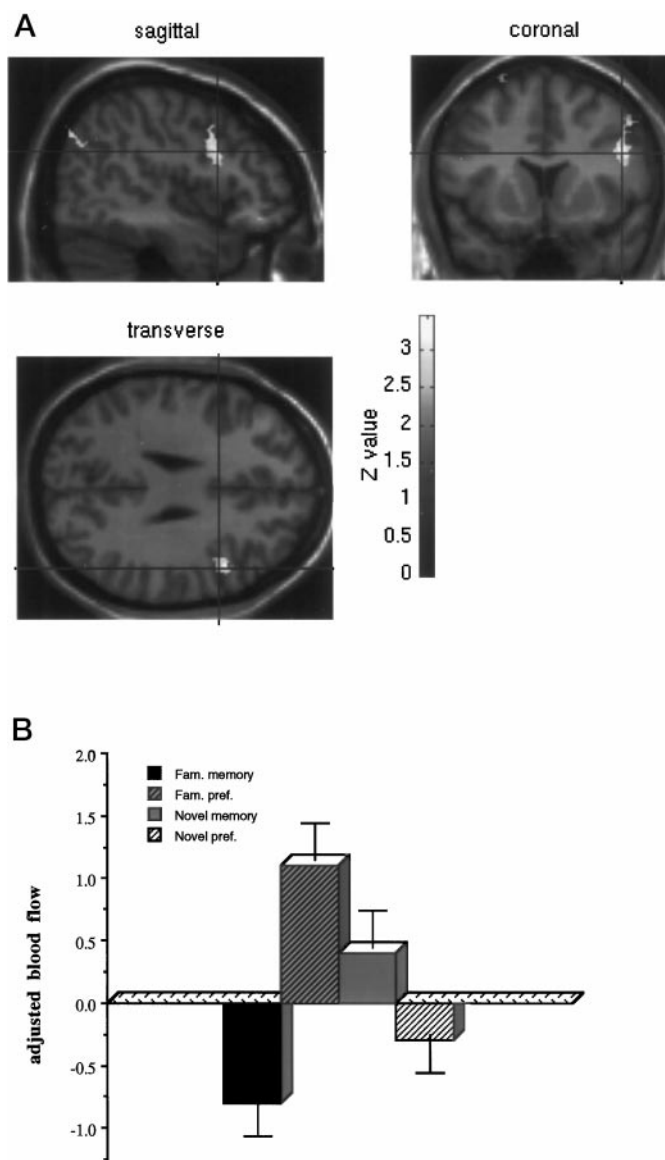 A
sagittal
coronal
transverse
3
2.5
2
1.5
1
0.5
0
Z value
B
2.0
1.5
1.0
0.5
0.0
-0.5
-1.0
adjusted blood flow
Fam. memory
Fam. pref.
Novel memory
Novel pref.